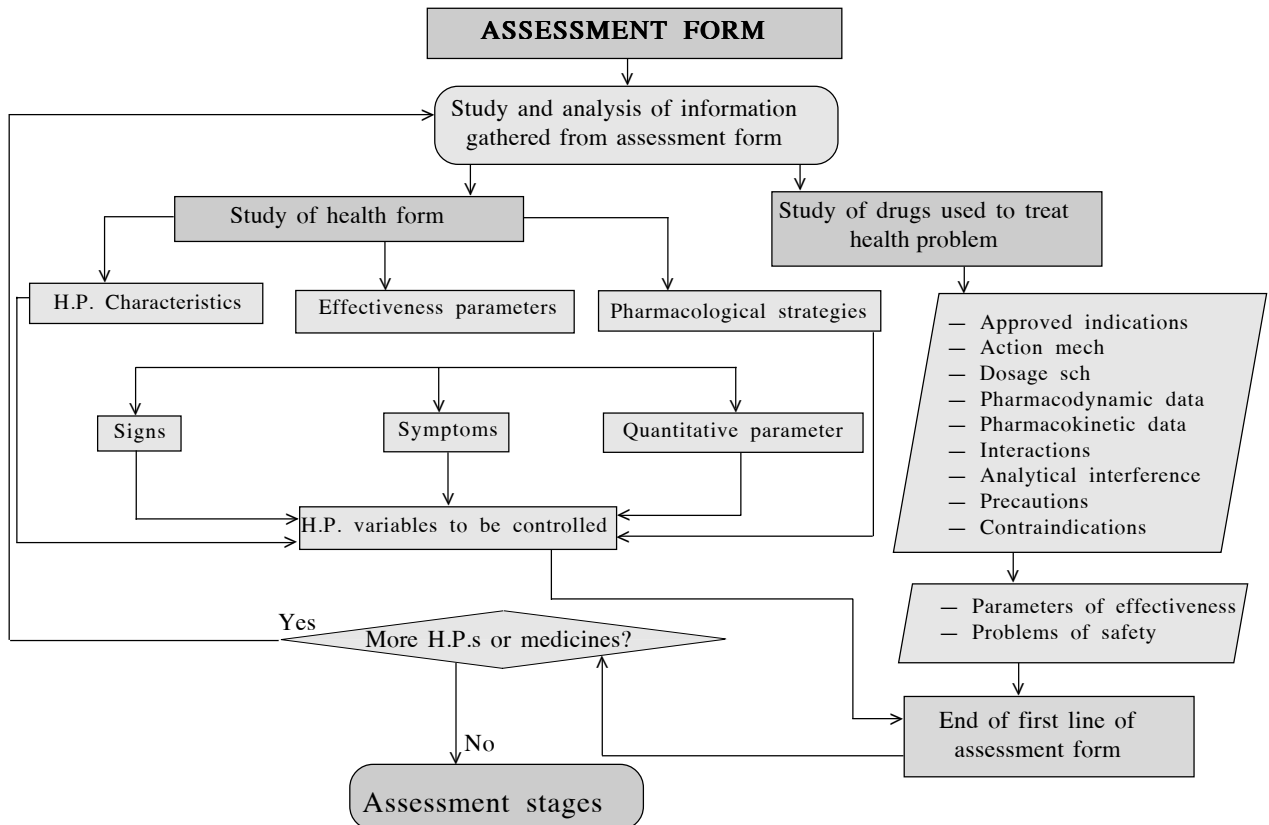 ASSESSMENT FORM
Study and analysis of information
gathered from assessment form
Study of health form
Study of drugs used to treat
health problem
H.P. Characteristics
Effectiveness parameters
Pharmacological strategies
— Approved indications
— Action mech
— Dosage sch
— Pharmacodynamic data
— Pharmacokinetic data
— Interactions
— Analytical interference
— Precautions
— Contraindications
Signs
Symptoms
Quantitative parameter
H.P. variables to be controlled
— Parameters of effectiveness
— Problems of safety
Yes
More H.P.s or medicines?
End of first line of
assessment form
No
Assessment stages